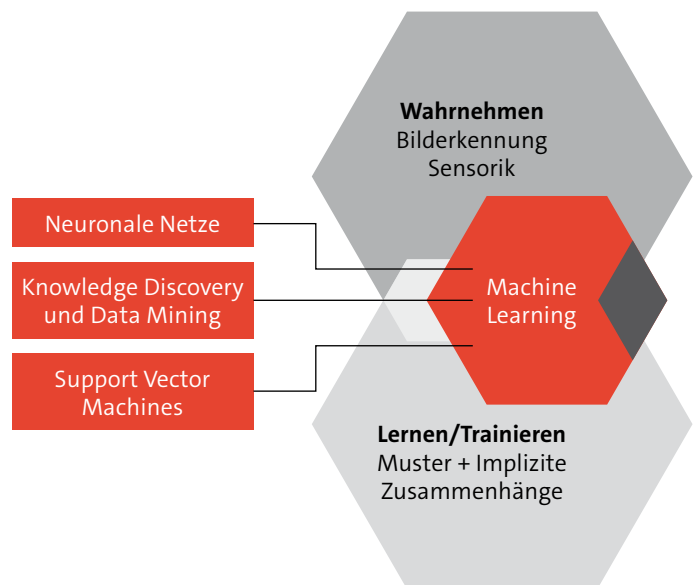 Wahrnehmen
Bilderkennung
Sensorik
Neuronale Netze
Knowledge Discovery
und Data Mining
Support Vector
Machines
Machine
Learning
Lernen/Trainieren
Muster + Implizite
Zusammenhänge